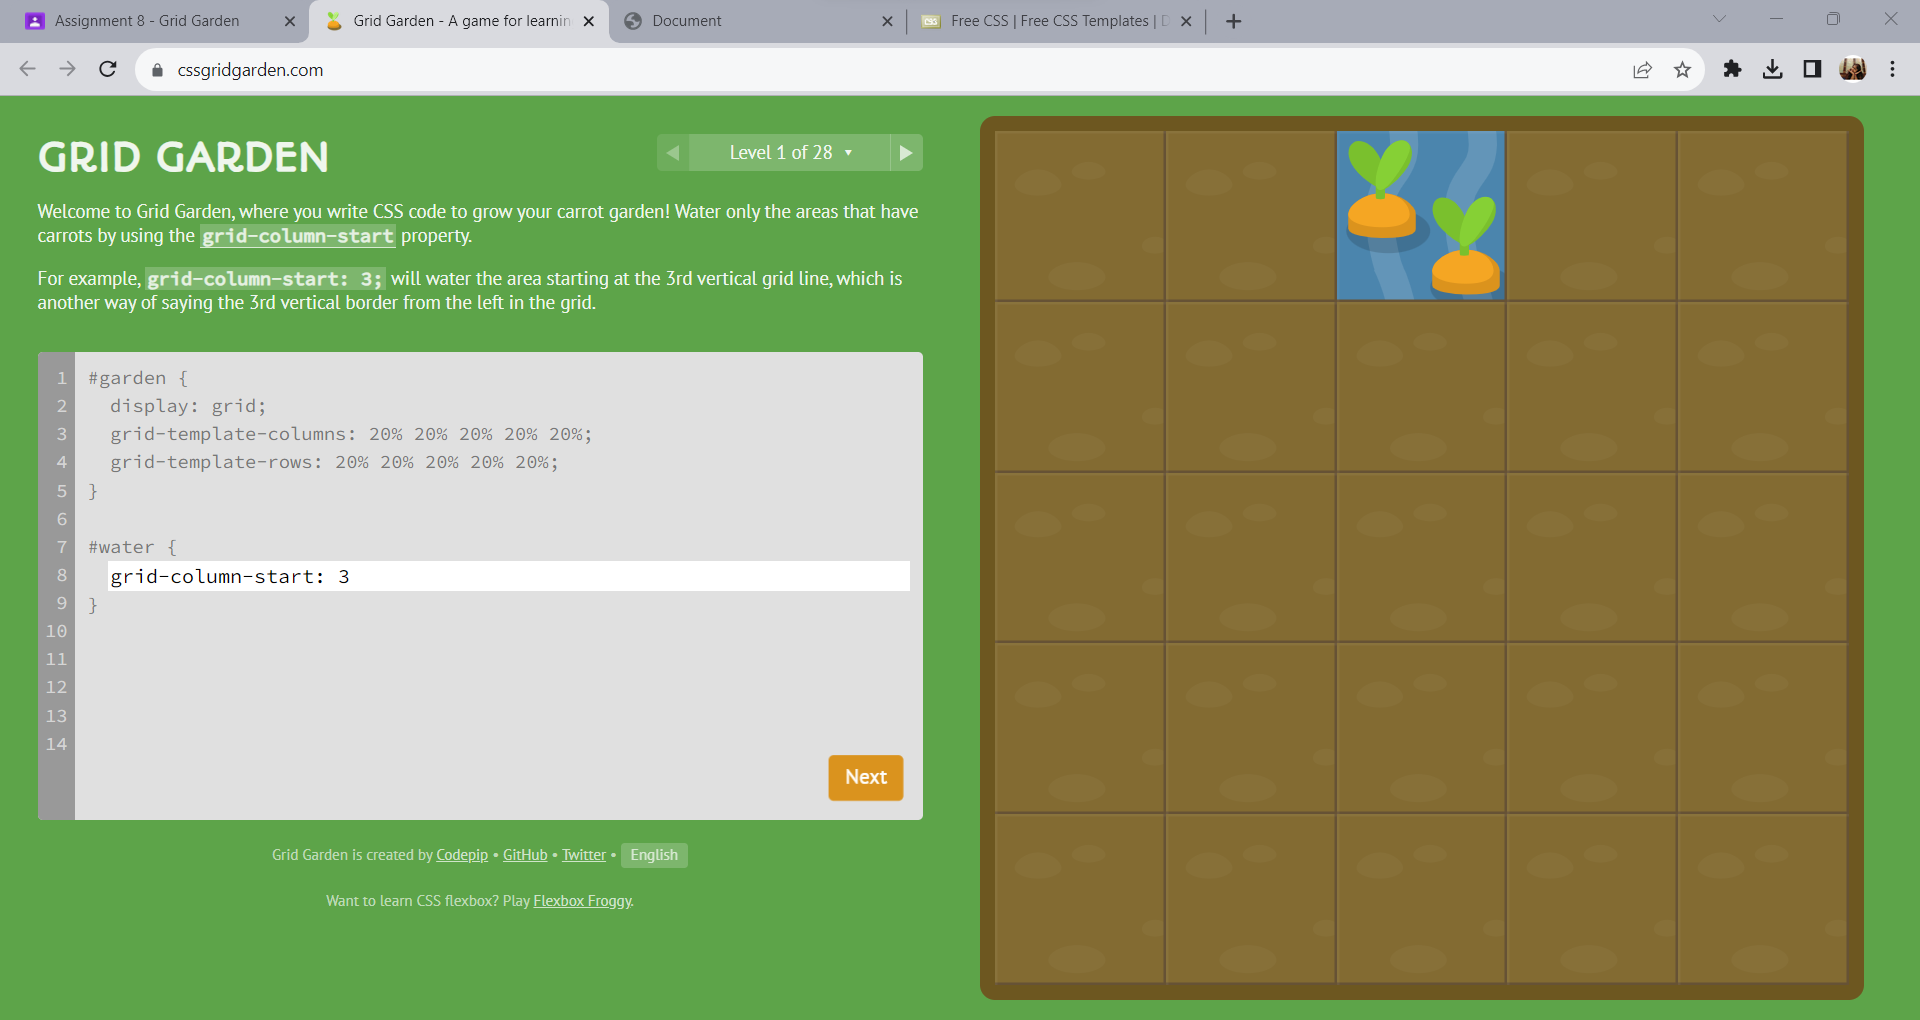 Assignment 8 - Grid Garden
Grid Garden - A game for learnin
Document
CSG
Free CSS | Free CSS Templates |
cssgridgarden.com
GRID GARDEN
Level 1 of 28
Welcome to Grid Garden, where you write CSS code to grow your carrot garden! Water only the areas that have
carrots by using the grid-column-start property.
For example, grid-column-start: 3; will water the area starting at the 3rd vertical grid line, which is
another way of saying the 3rd vertical border from the left in the grid.
1 #garden {
2 display: grid;
3 grid-template-columns: 20% 20% 20% 20% 20%;
4 grid-template-rows: 20% 20% 20% 20% 20%;
5 }
6
7 #water {
8 grid-column-start: 3
9 }
10
11
12
13
14
Next
Grid Garden is created by Codepip • GitHub • Twitter • English
Want to learn CSS flexbox? Play Flexbox Froggy.